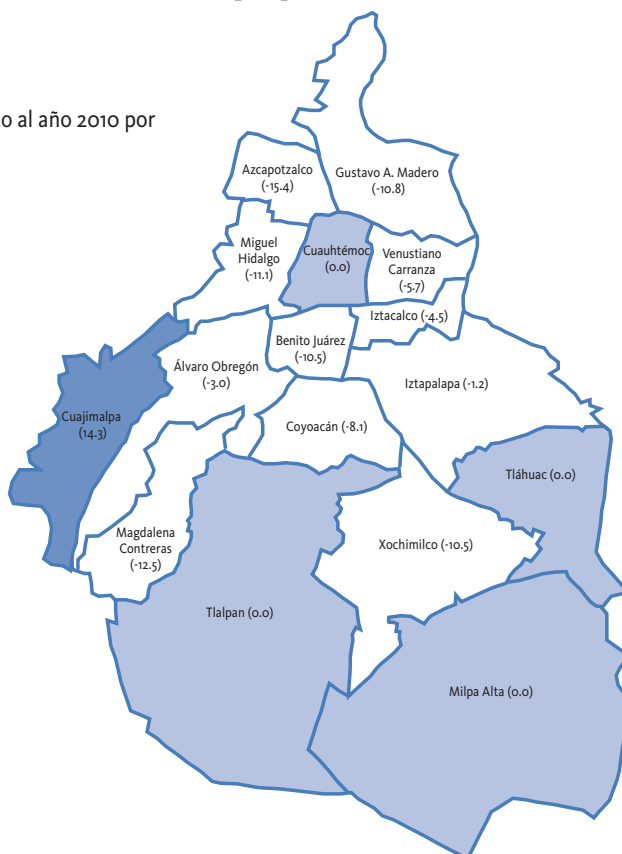 o al año 2010 por
Azcapotzalco
(-15.4)
Gustavo A. Madero
(-10.8)
Miguel
Hidalgo
(-11.1)
Cuauhtémoc
(0.0)
Venustiano
Carranza
(-5.7)
Iztacalco (-4.5)
Benito Juárez
(-10.5)
Álvaro Obregón
(-3.0)
Iztapalapa (-1.2)
Cuajimalpa
(14.3)
Coyoacán (-8.1)
Tláhuac (0.0)
Magdalena
Contreras
(-12.5)
Xochimilco (-10.5)
Tlalpan (0.0)
Milpa Alta (0.0)